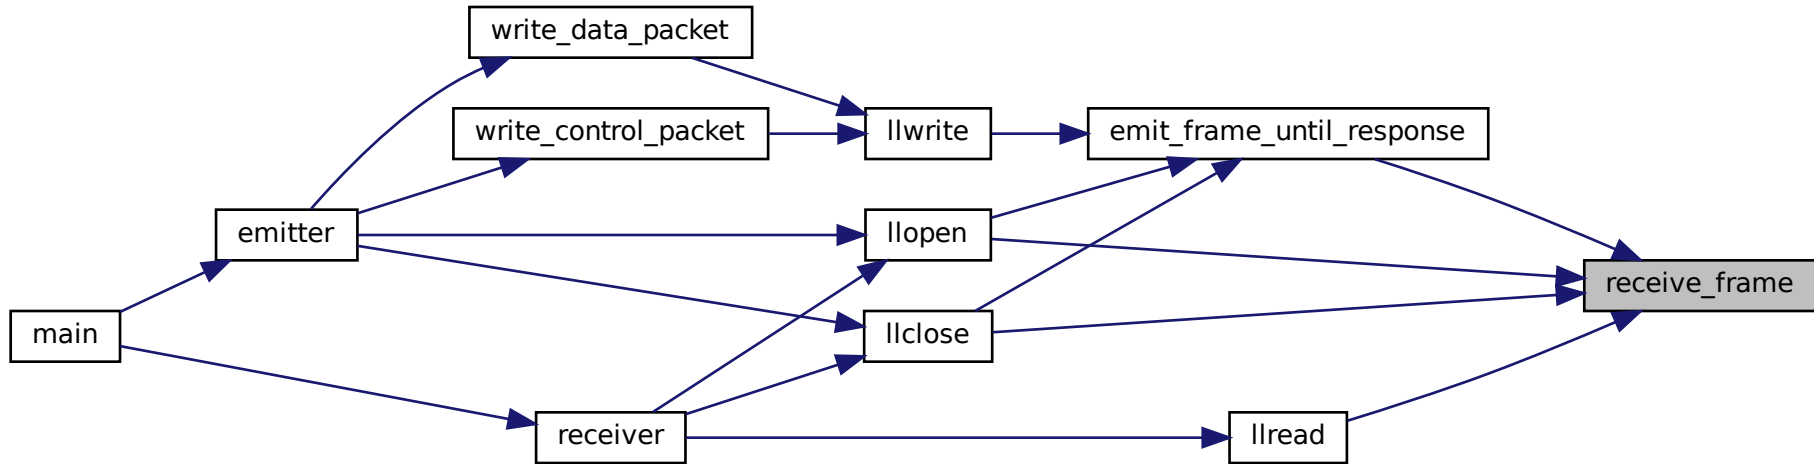 write_data_packet
write_control_packet
llwrite
emit_frame_until_response
emitter
llopen
receive_frame
main
llclose
receiver
llread